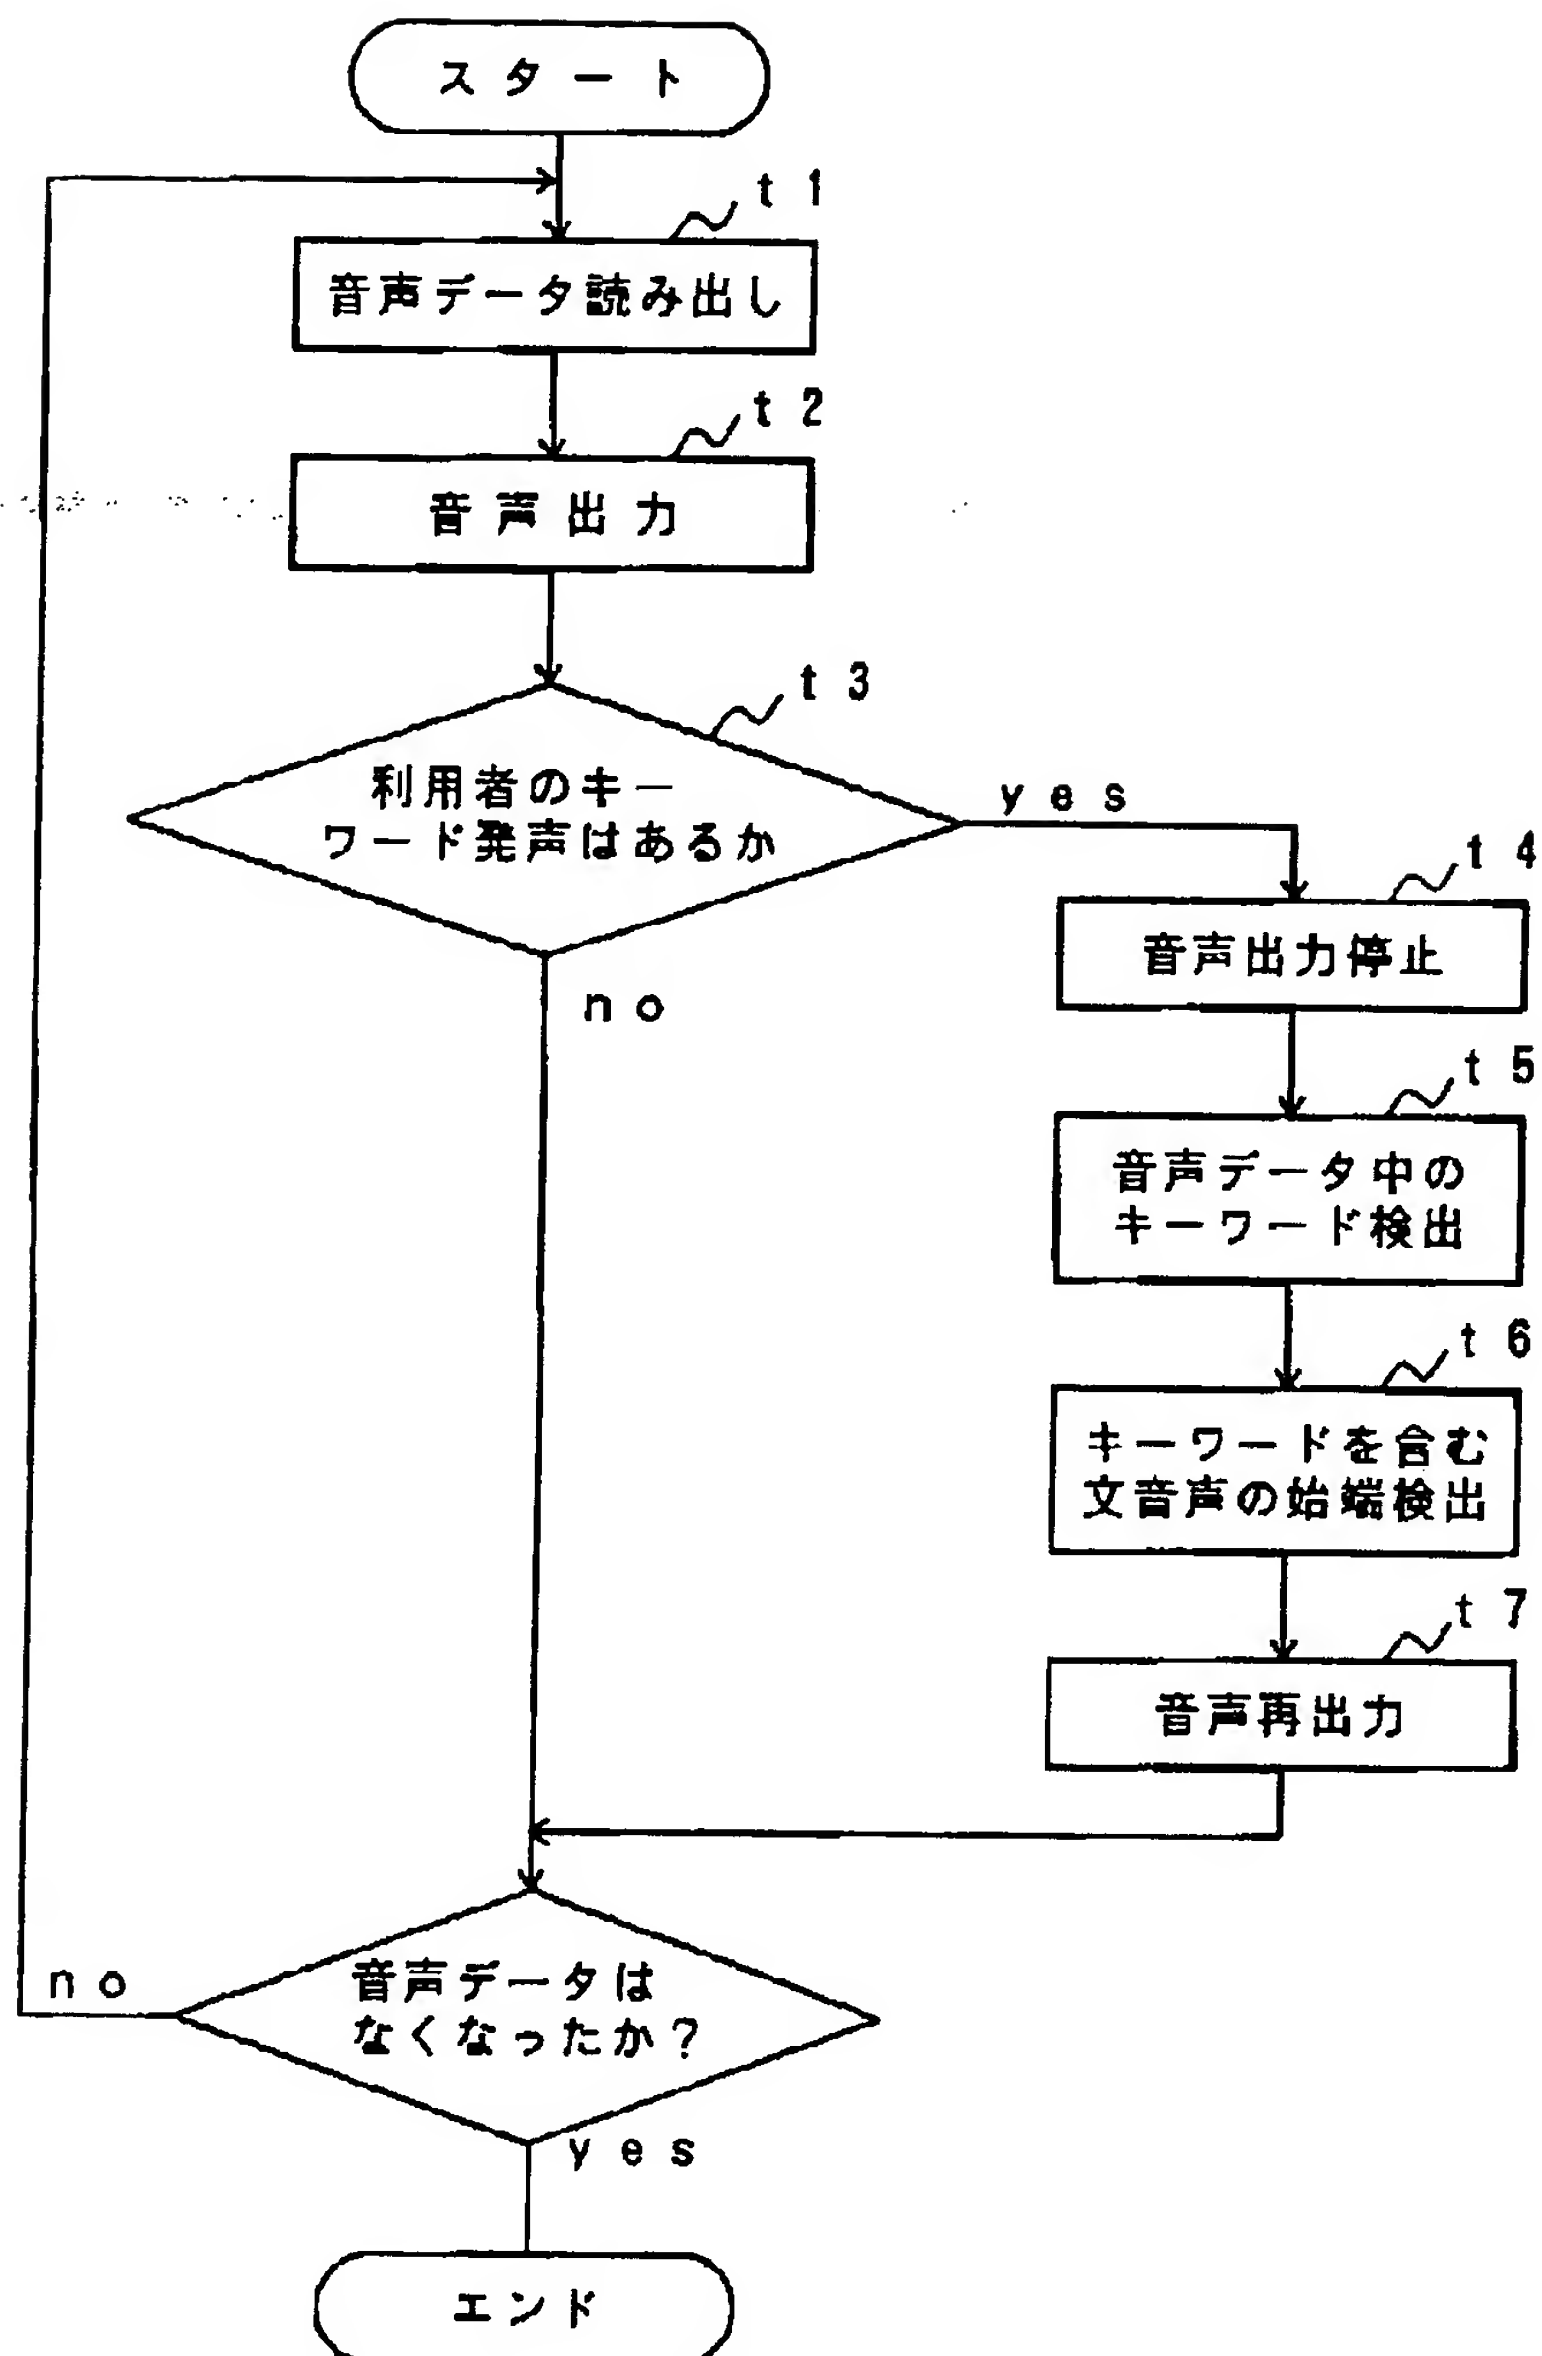 スタート
t1
音声データ読み出し
t2
音声出力
t3
利用者のキー
ワード発声はあるか
yes
no
t4
音声出力停止
t5
音声データ中の
キーワード検出
t6
キーワードを含む
文音声の始端検出
t7
音声再出力
音声データは
なくなったか?
no
yes
エンド